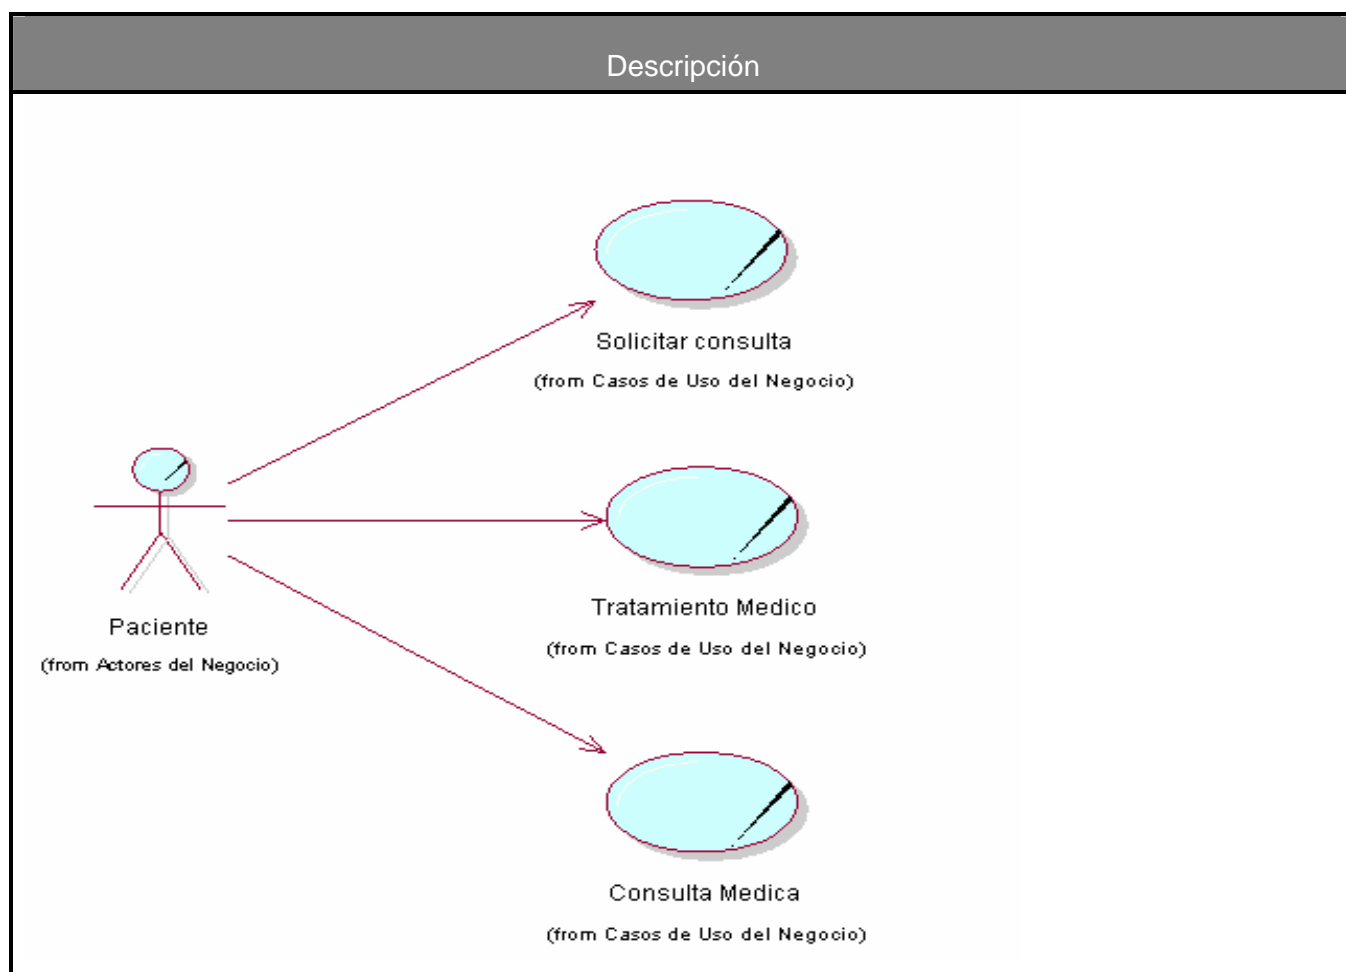 Descripción
Solicitar consulta
(from Casos de Uso del Negocio)
Tratamiento Medico
(from Casos de Uso del Negocio)
Paciente
(from Actores del Negocio)
Consulta Medica
(from Casos de Uso del Negocio)